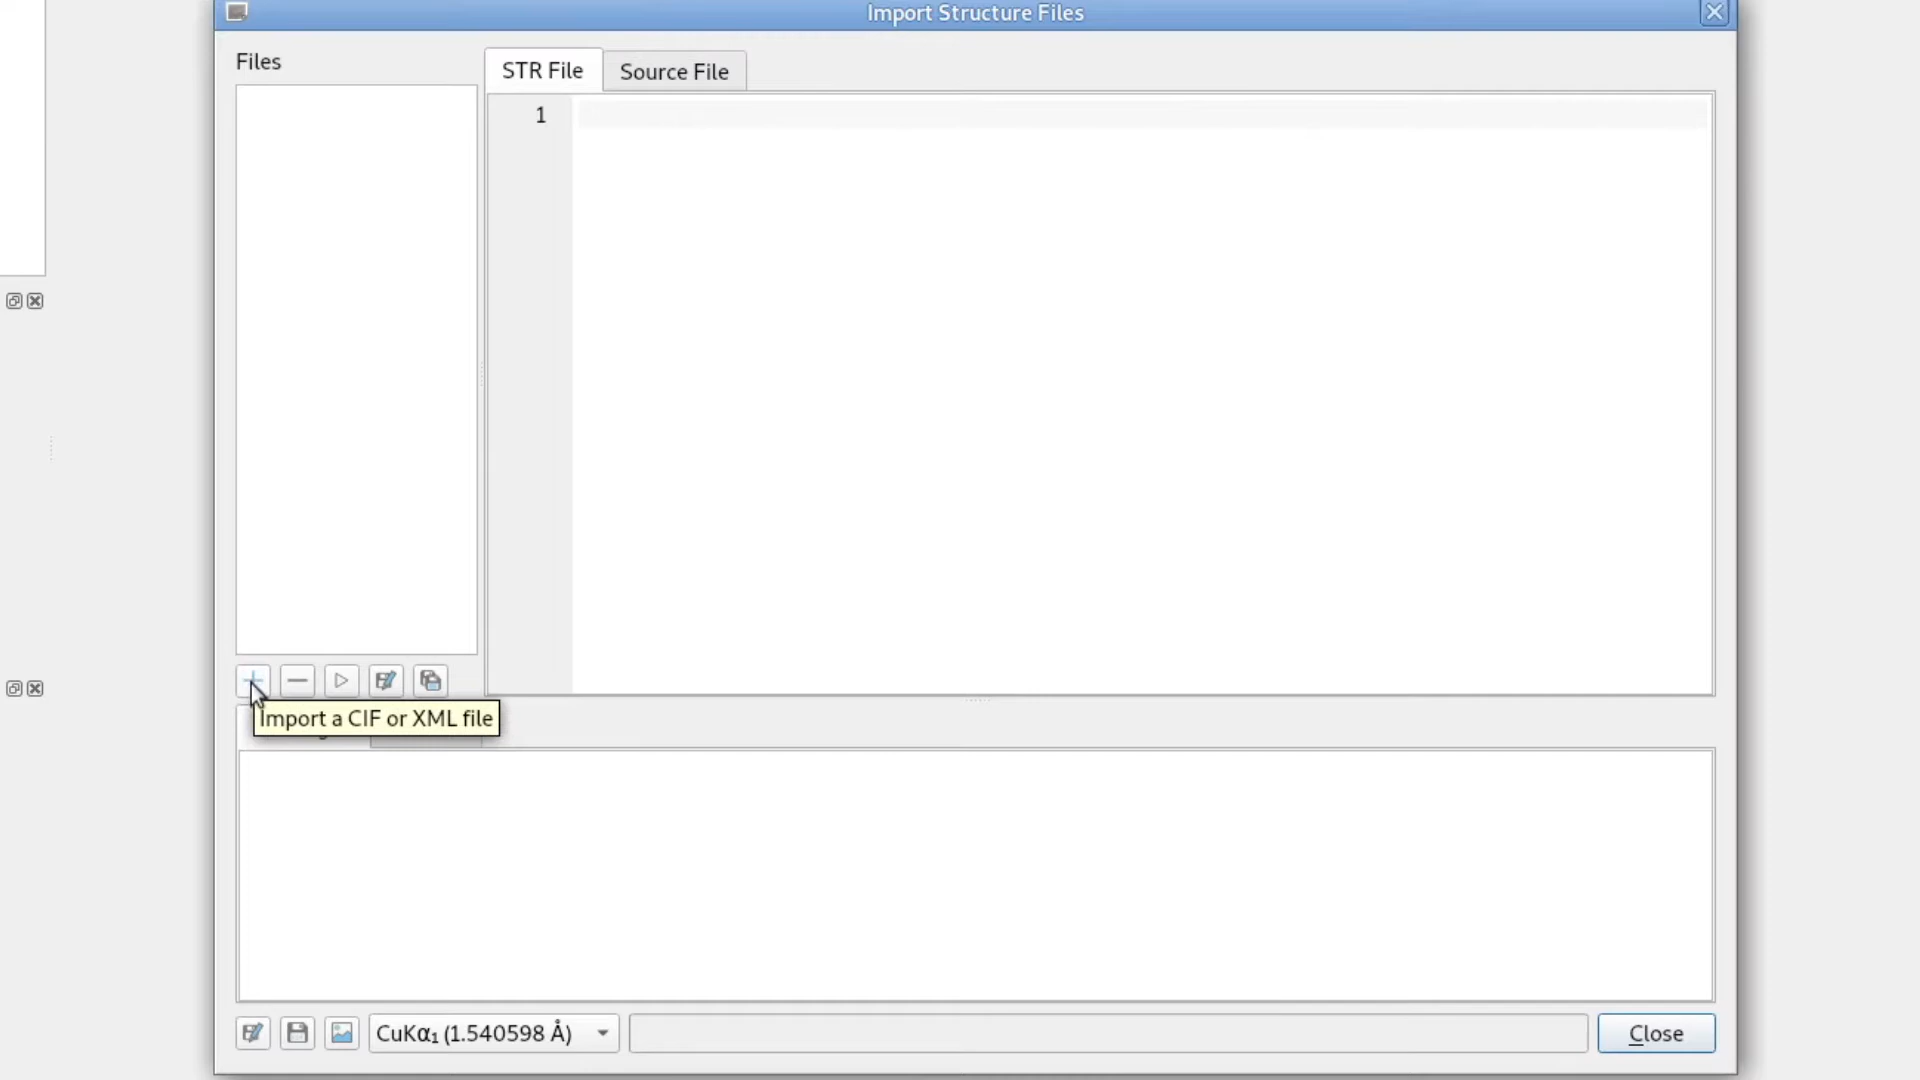 Import Structure Files
Files
STR File
Source File
1
Import a CIF or XML file
CuKα₁ (1.540598 Å)
Close